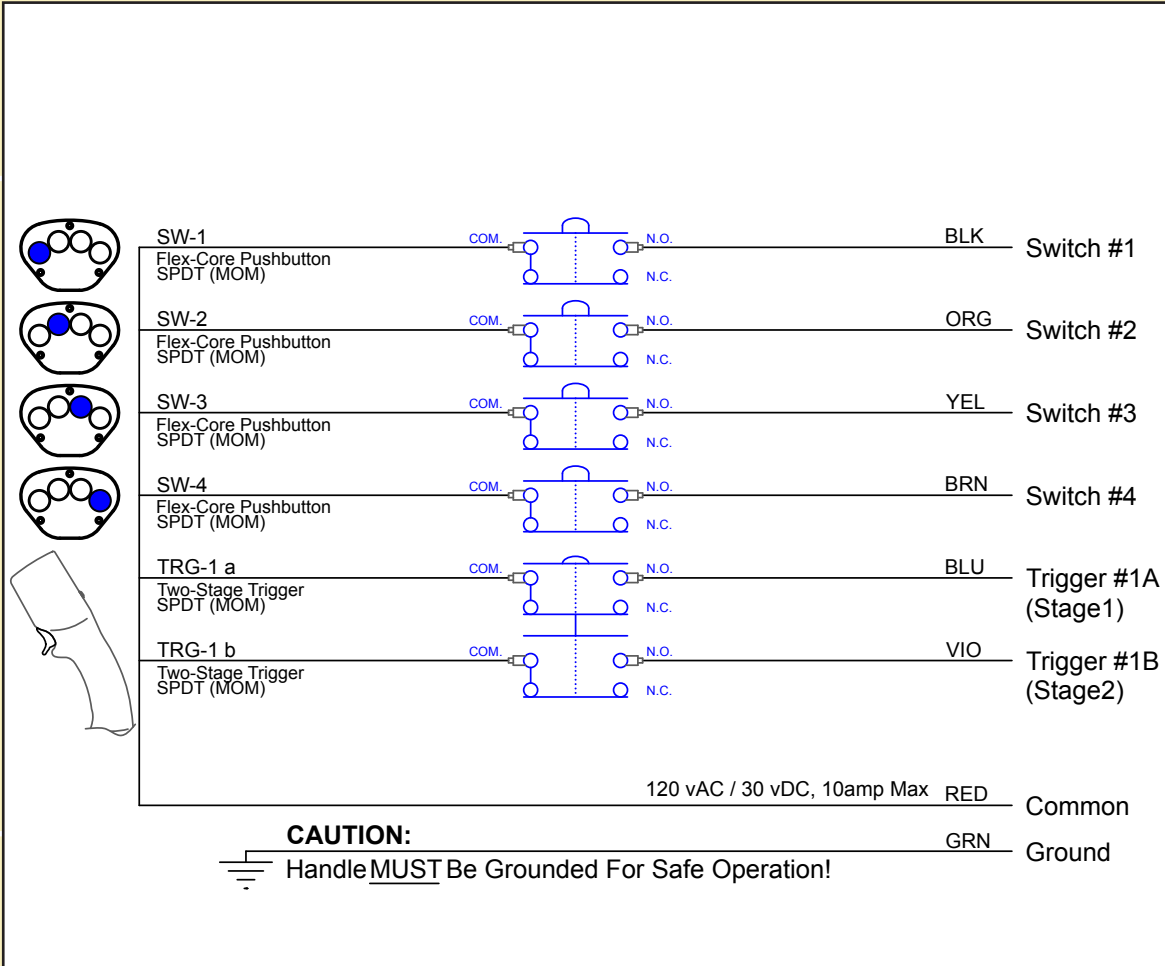 SW-1
COM.
N.O.
BLK
Switch #1
Flex-Core Pushbutton
SPDT (MOM)
N.C.
SW-2
COM.
N.O.
ORG
Switch #2
Flex-Core Pushbutton
SPDT (MOM)
N.C.
SW-3
COM.
N.O.
YEL
Switch #3
Flex-Core Pushbutton
SPDT (MOM)
N.C.
SW-4
COM.
N.O.
BRN
Switch #4
Flex-Core Pushbutton
SPDT (MOM)
N.C.
TRG-1 a
COM.
N.O.
BLU
Trigger #1A
(Stage1)
Two-Stage Trigger
SPDT (MOM)
N.C.
TRG-1 b
COM.
N.O.
VIO
Trigger #1B
(Stage2)
Two-Stage Trigger
SPDT (MOM)
N.C.
120 vAC / 30 vDC, 10amp Max
RED
Common
CAUTION:
GRN
Ground
Handle MUST Be Grounded For Safe Operation!